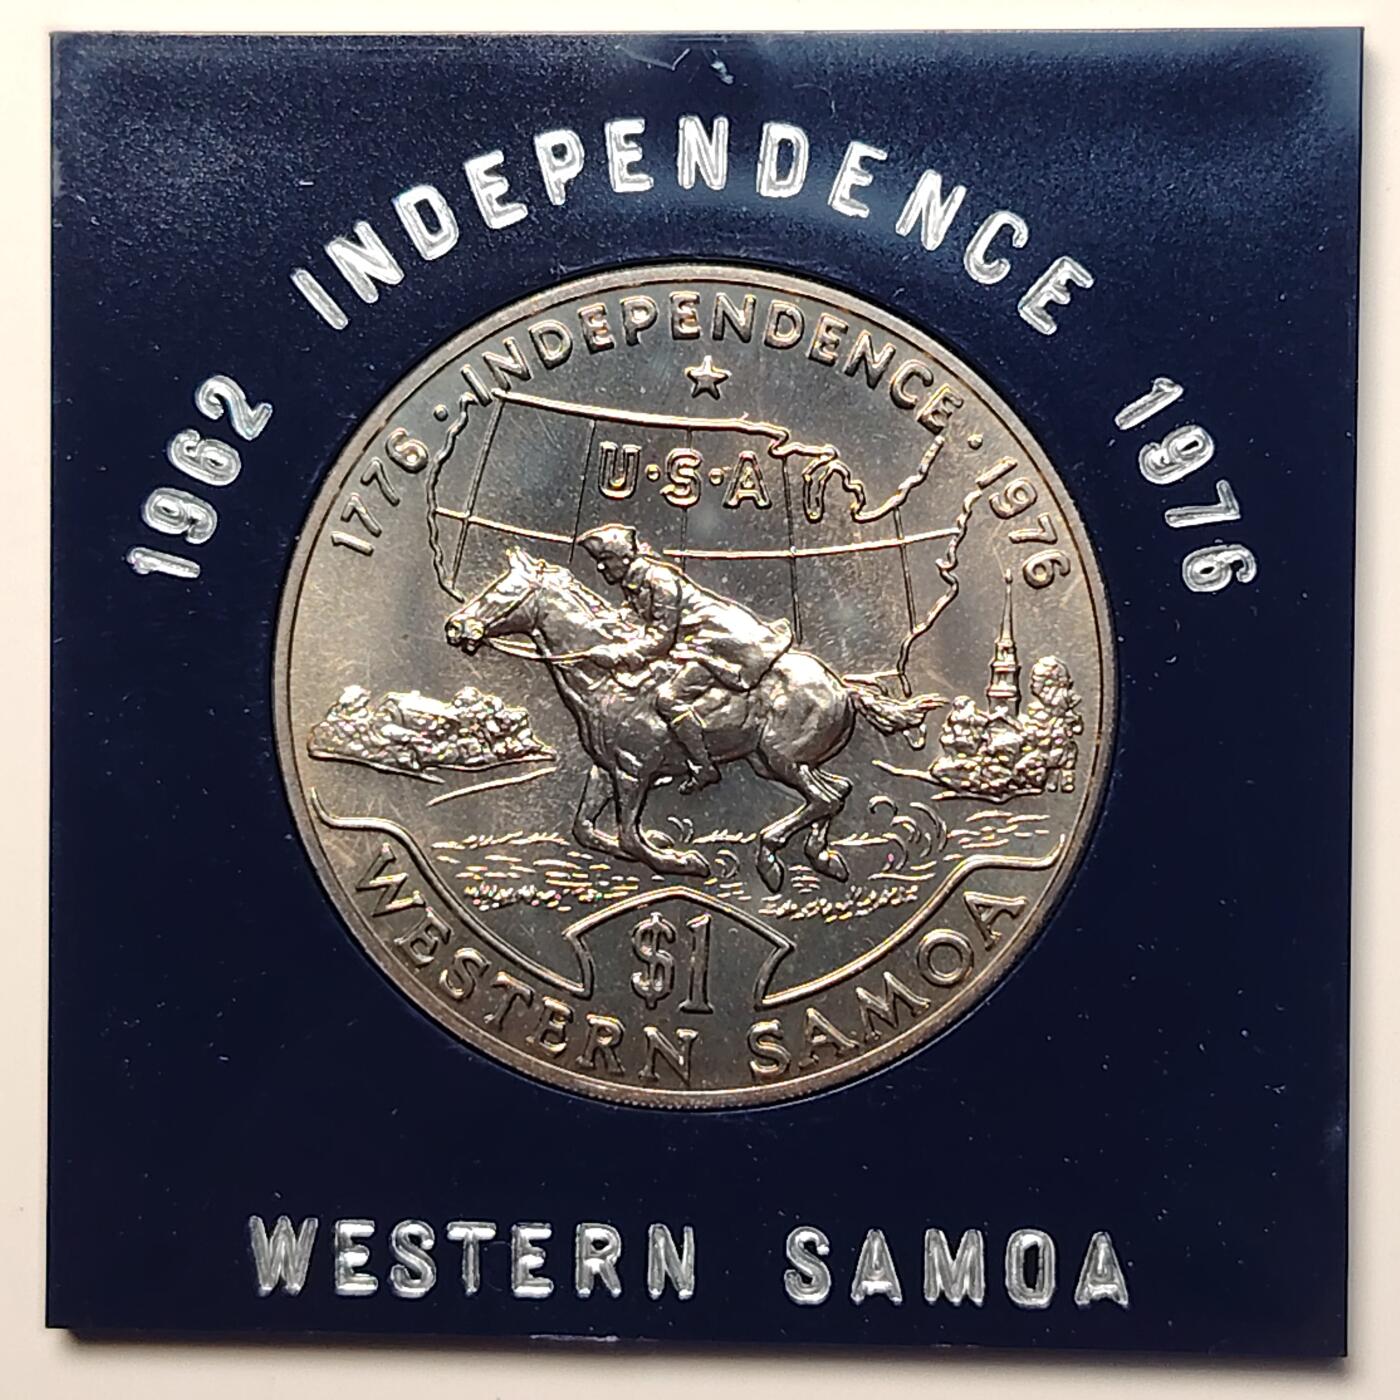 1962 INDEPENDENCE 1976
1776·INDEPENDENCE·1976
U·S·A
$1
WESTERN SAMOA
WESTERN SAMOA